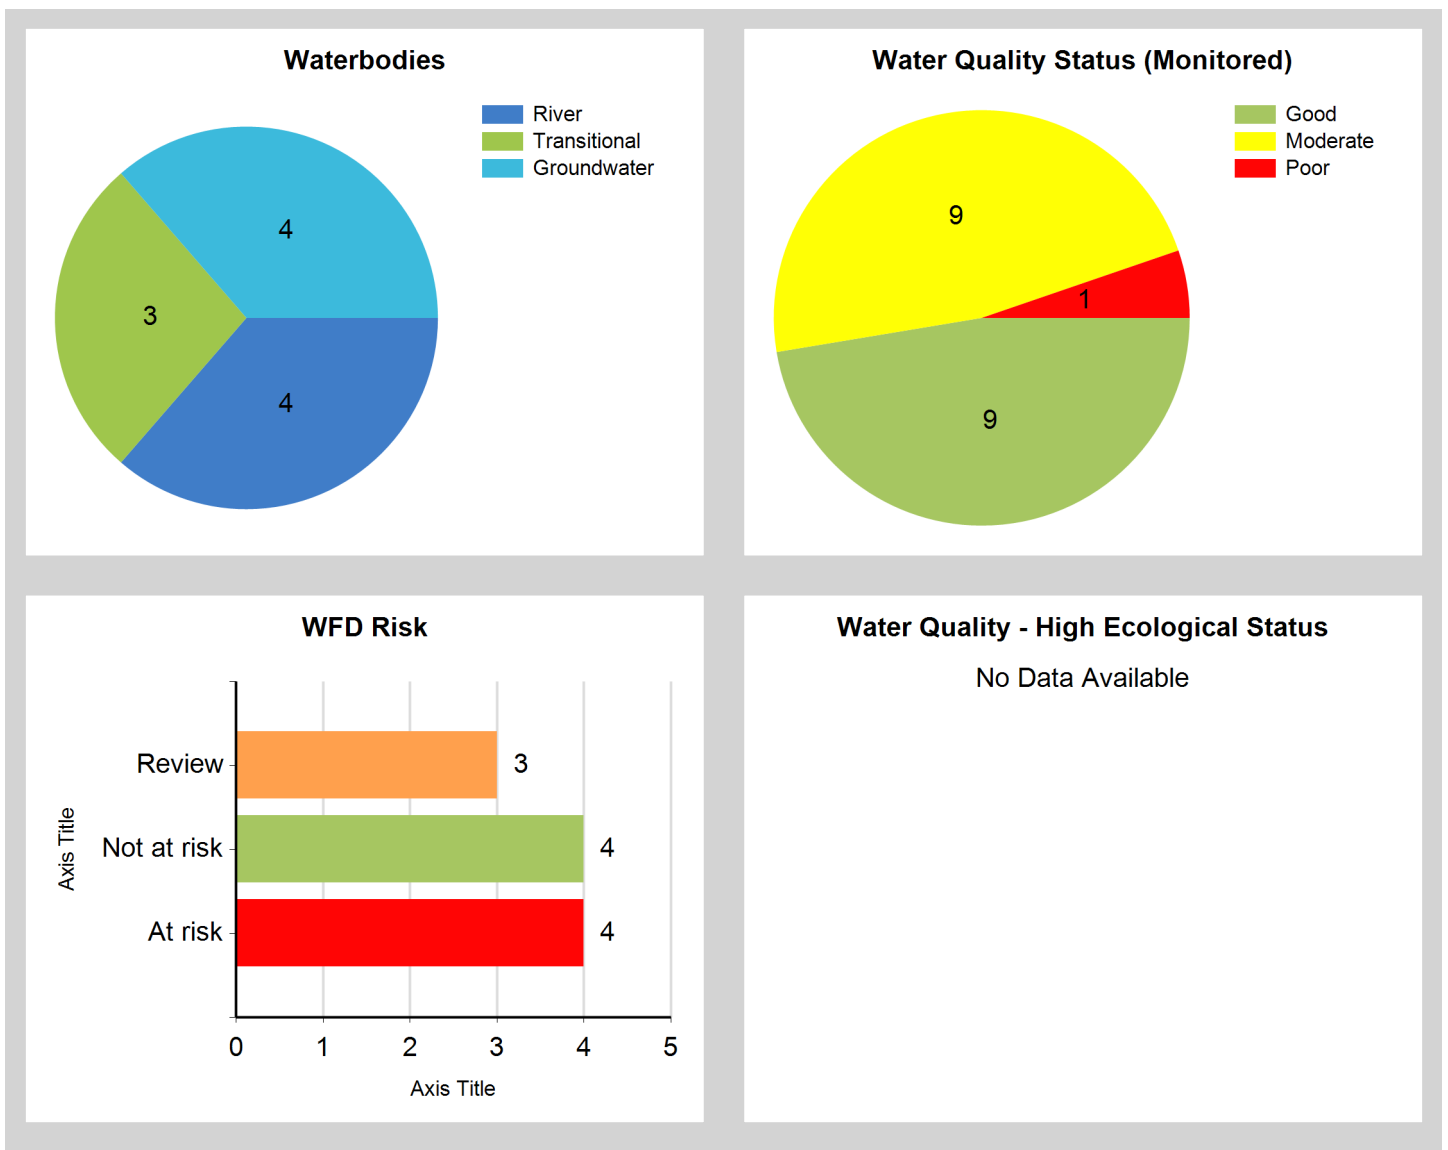 Waterbodies
River
Transitional
Groundwater
4
3
4
Water Quality Status (Monitored)
Good
Moderate
Poor
9
1
9
WFD Risk
Review
3
Not at risk
4
At risk
4
Axis Title
0 1 2 3 4 5
Axis Title
Water Quality - High Ecological Status
No Data Available